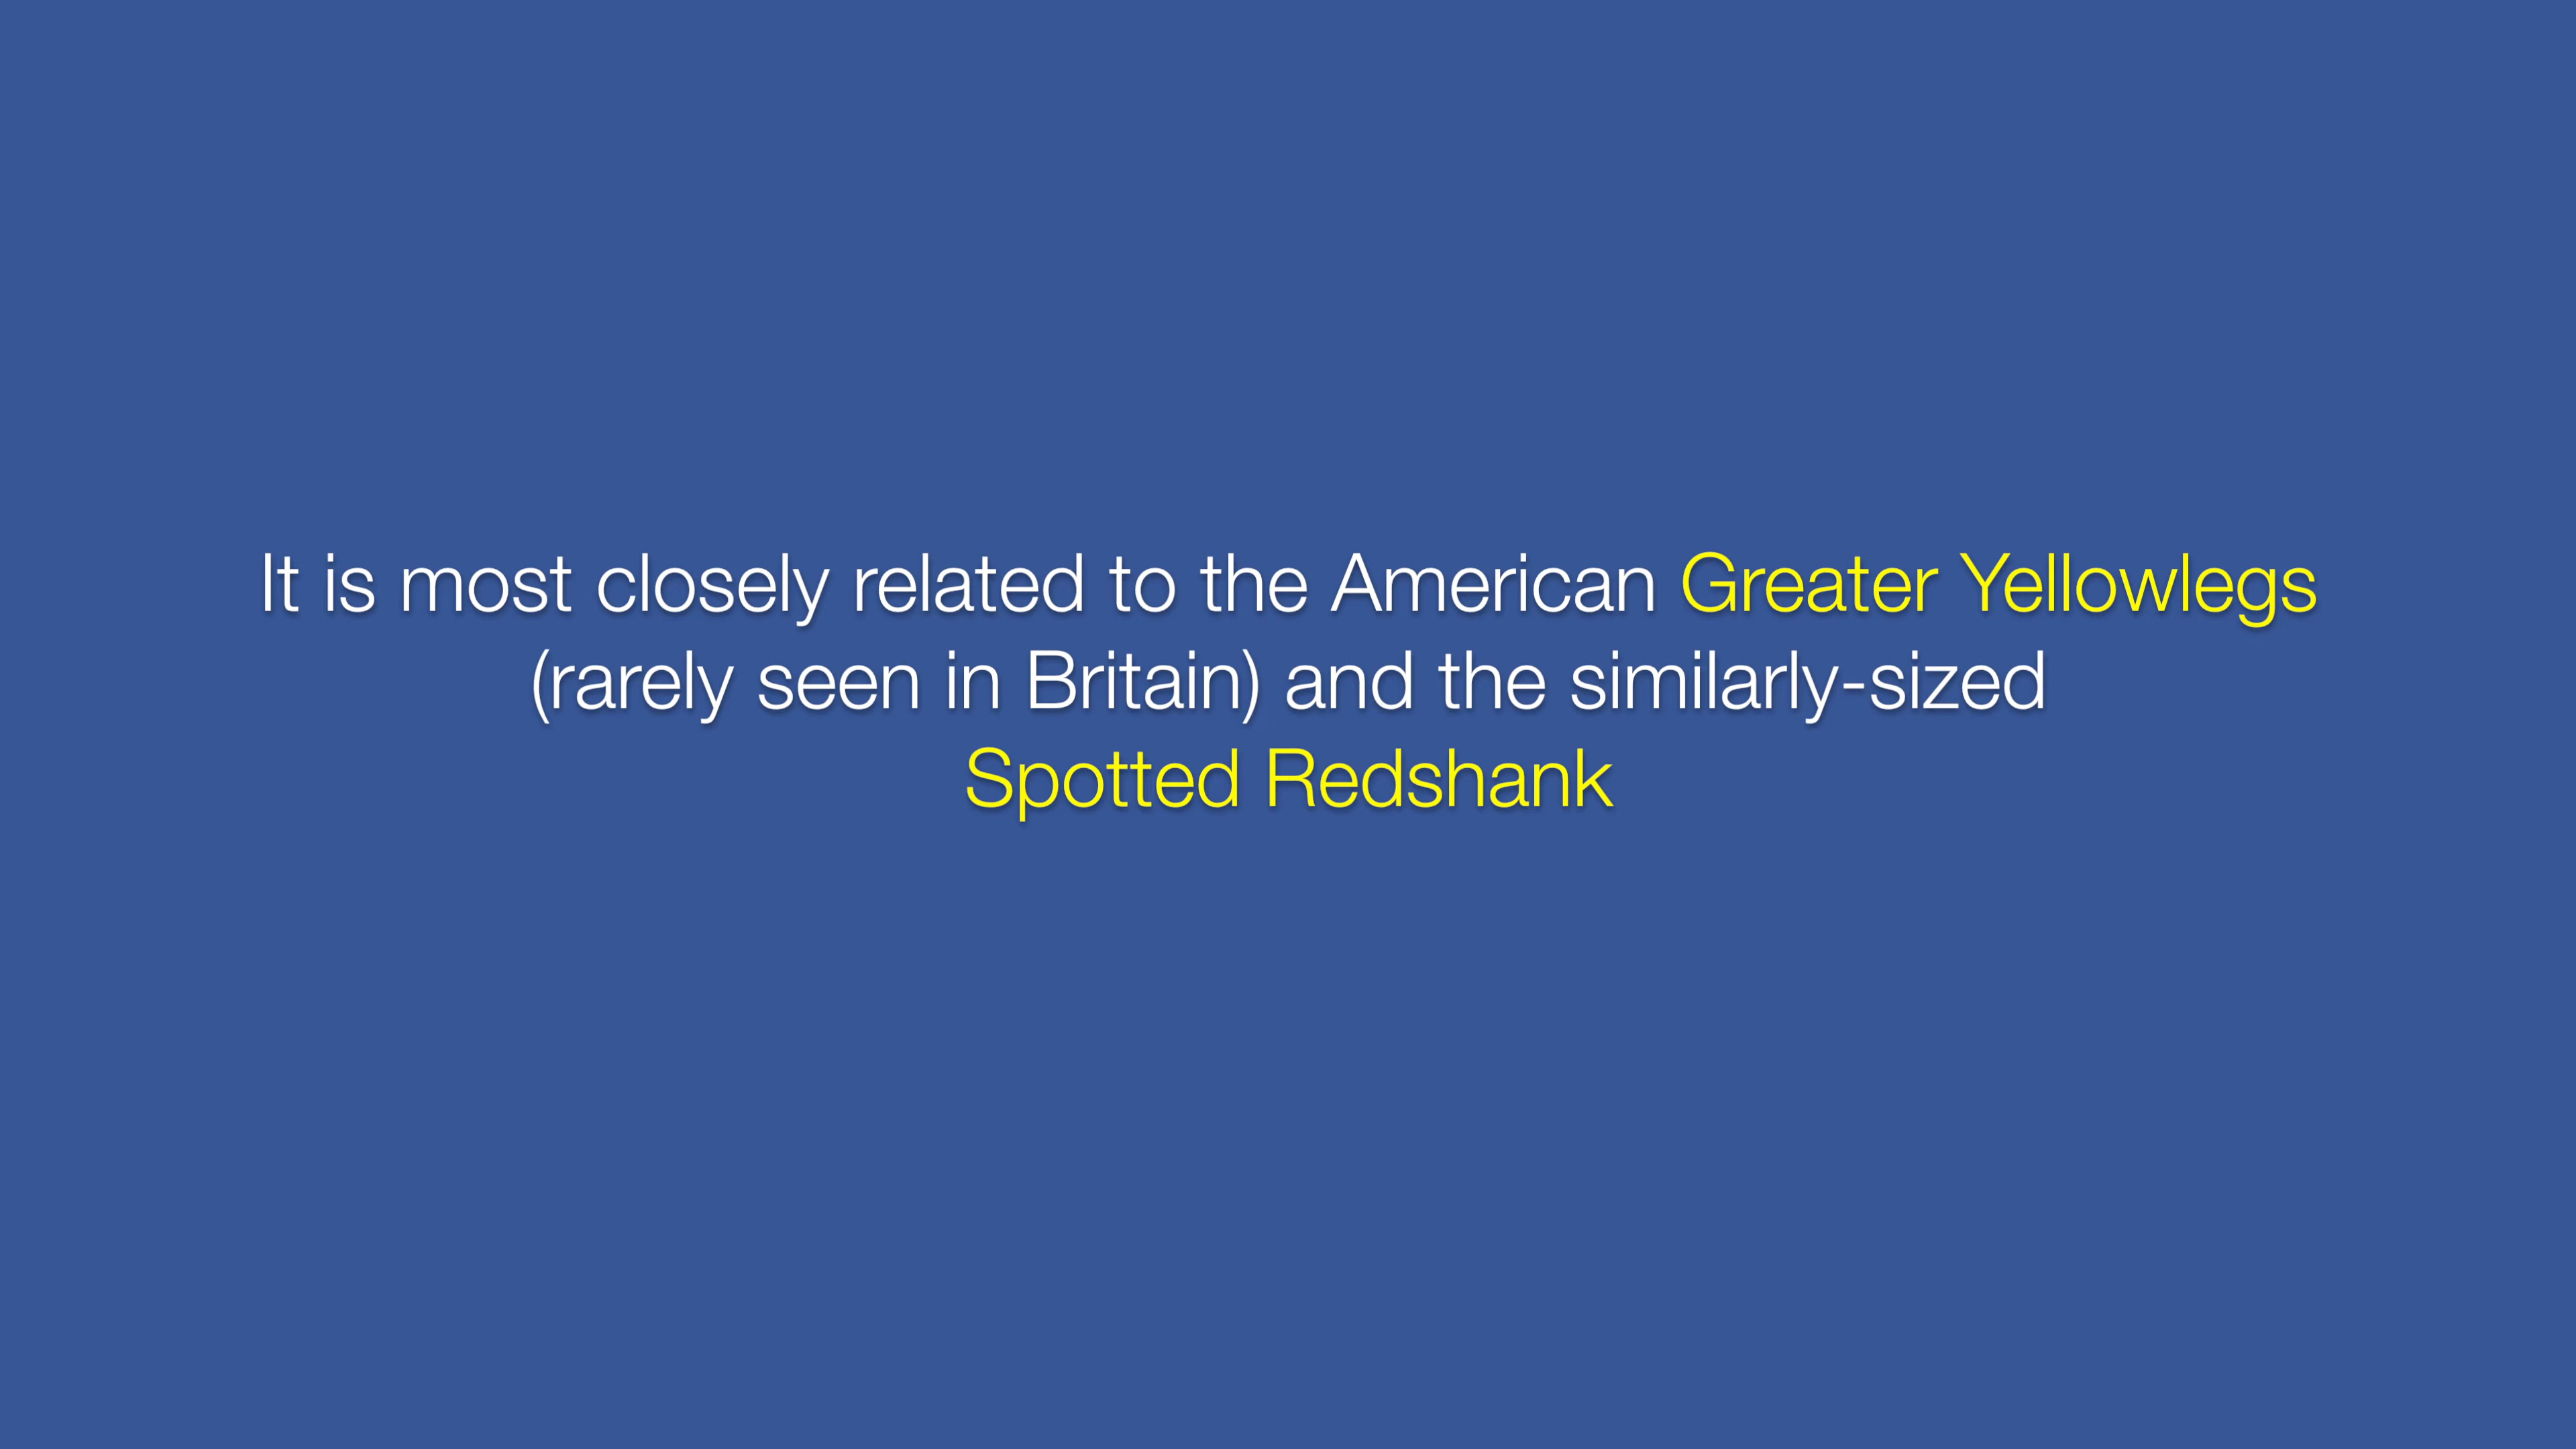 It is most closely related to the American Greater Yellowlegs
(rarely seen in Britain) and the similarly-sized
Spotted Redshank